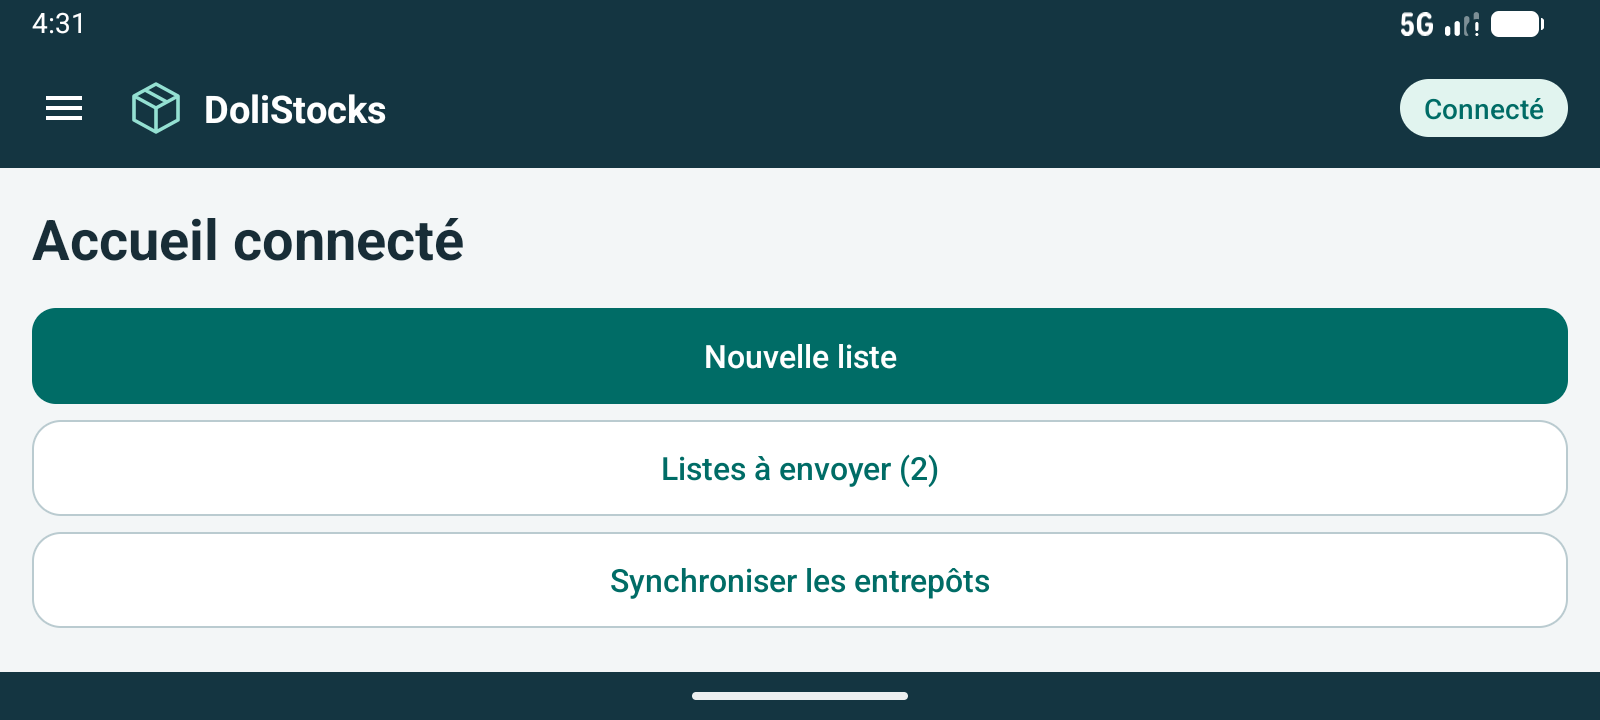 4:31
5G
DoliStocks
Connecté
Accueil connecté
Nouvelle liste
Listes à envoyer (2)
Synchroniser les entrepôts